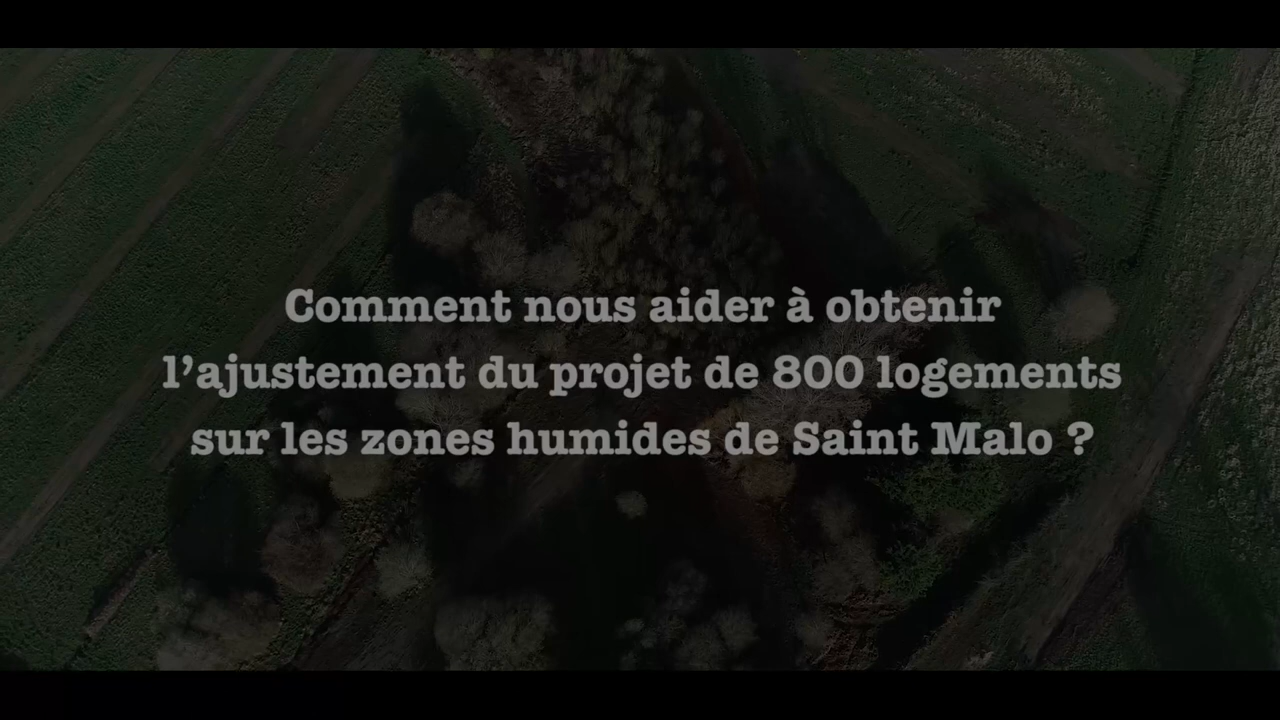 Comment nous aider à obtenir
l’ajustement du projet de 800 logements
sur les zones humides de Saint Malo ?